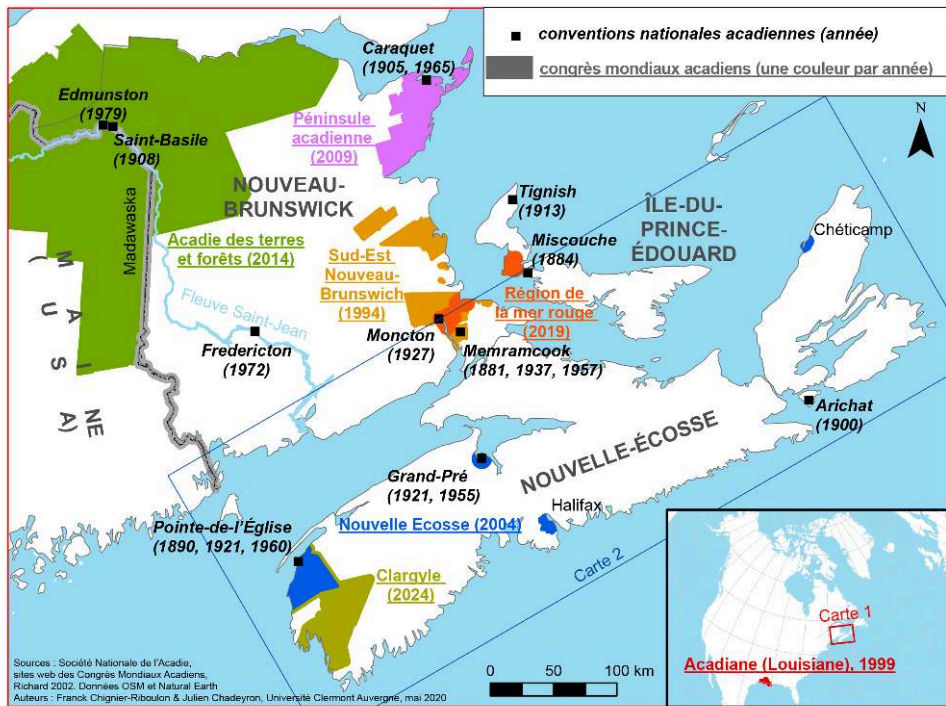 conventions nationales acadiennes (année)
congrès mondiaux acadiens (une couleur par année)
N
Caraquet
(1905, 1965)
Edmunston
(1979)
Saint-Basile
(1908)
Péninsule
acadienne
(2009)
NOUVEAU-
BRUNSWICK
Madawaska
Acadie des terres
et forêts (2014)
MAINE
(USA)
Fleuve Saint-Jean
Fredericton
(1972)
Sud-Est
Nouveau-
Brunswich
(1994)
Tignish
(1913)
Miscouche
(1884)
ÎLE-DU-
PRINCE-
ÉDOUARD
Chéticamp
Région de
la mer rouge
(2019)
Moncton
(1927)
Memramcook
(1881, 1937, 1957)
Arichat
(1900)
NOUVELLE-ÉCOSSE
Grand-Pré
(1921, 1955)
Nouvelle Ecosse (2004)
Halifax
Pointe-de-l'Église
(1890, 1921, 1960)
Clargyle
(2024)
Carte 2
Carte 1
Acadiane (Louisiane), 1999
0 50 100 km
Sources : Société Nationale de l'Acadie,
sites web des Congrès Mondiaux Acadiens,
Richard 2002. Données OSM et Natural Earth
Auteurs : Franck Chignier-Riboulon & Julien Chadeyron, Université Clermont Auvergne, mai 2020